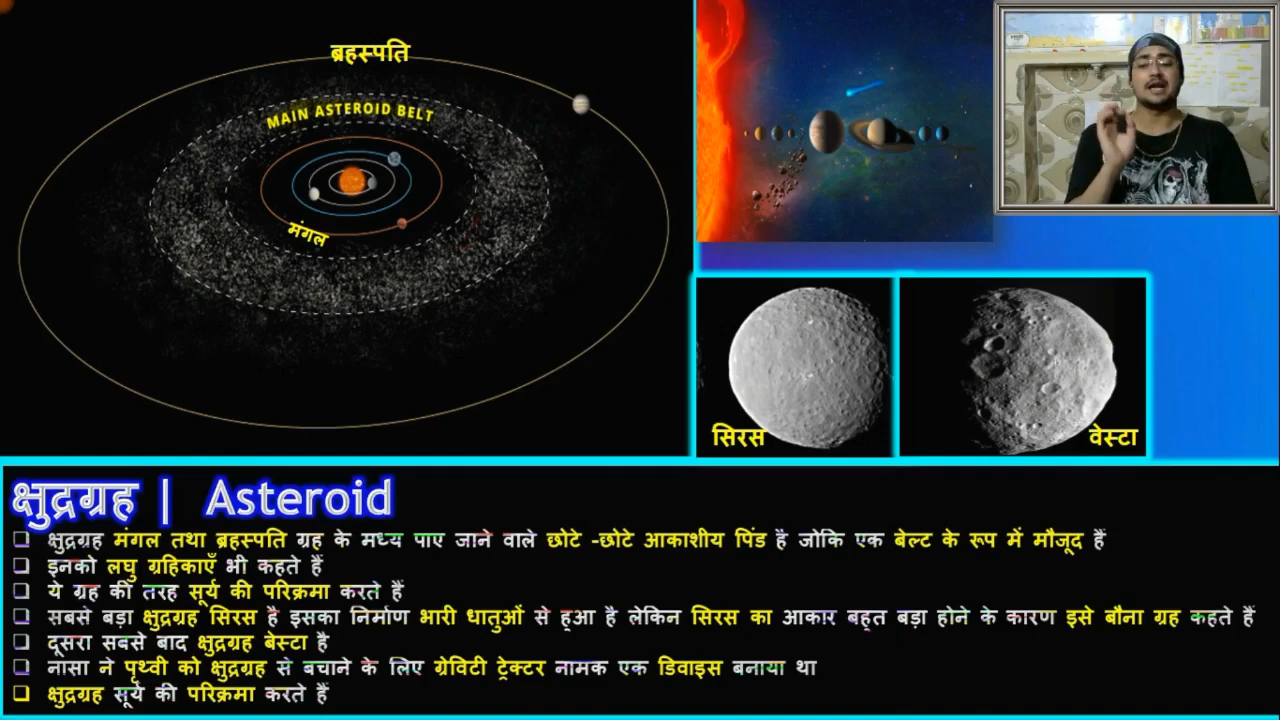 ब्रहस्पति
MAIN ASTEROID BELT
मंगल
सिरस
वेस्टा
क्षुद्रग्रह | Asteroid
❑ क्षुद्रग्रह मंगल तथा ब्रहस्पति ग्रह के मध्य पाए जाने वाले छोटे -छोटे आकाशीय पिंड है जोकि एक बेल्ट के रूप में मौजूद हैं
❑ इनको लघु ग्रहिकाएँ भी कहते हैं
❑ ये ग्रह की तरह सूर्य की परिक्रमा करते हैं
❑ सबसे बड़ा क्षुद्रग्रह सिरस है इसका निर्माण भारी धातुओं से हुआ है लेकिन सिरस का आकार बहुत बड़ा होने के कारण इसे बौना ग्रह कहते हैं
❑ दूसरा सबसे बाद क्षुद्रग्रह बेस्टा है
❑ नासा ने पृथ्वी को क्षुद्रग्रह से बचाने के लिए ग्रेविटी ट्रेक्टर नामक एक डिवाइस बनाया था
❑ क्षुद्रग्रह सूर्य की परिक्रमा करते हैं